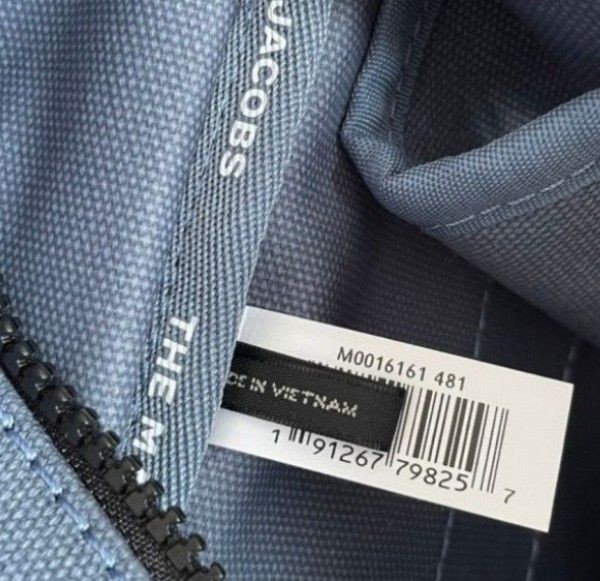 JACOBS
THE M
M0016161 481
IN VIETNAM
1 91267 79825 7